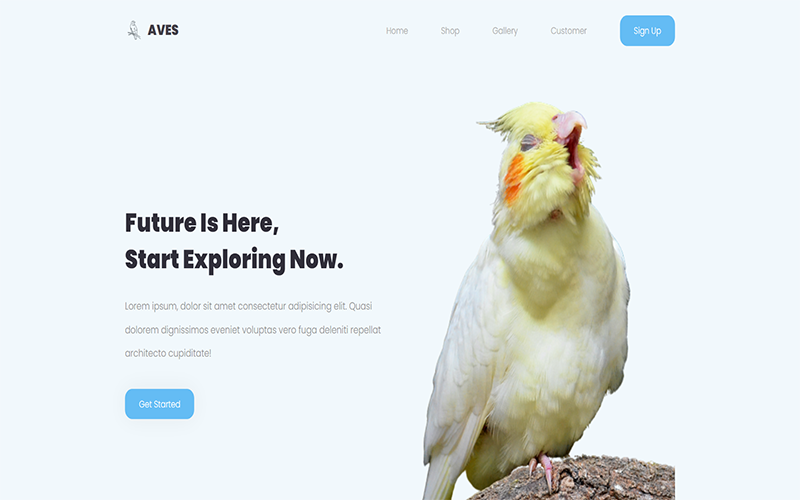 AVES
Home
Shop
Gallery
Customer
Sign Up
Future Is Here,
Start Exploring Now.
Lorem ipsum, dolor sit amet consectetur adipisicing elit. Quasi
dolorem dignissimos eveniet voluptas vero fuga deleniti repellat
architecto cupiditate!
Get Started